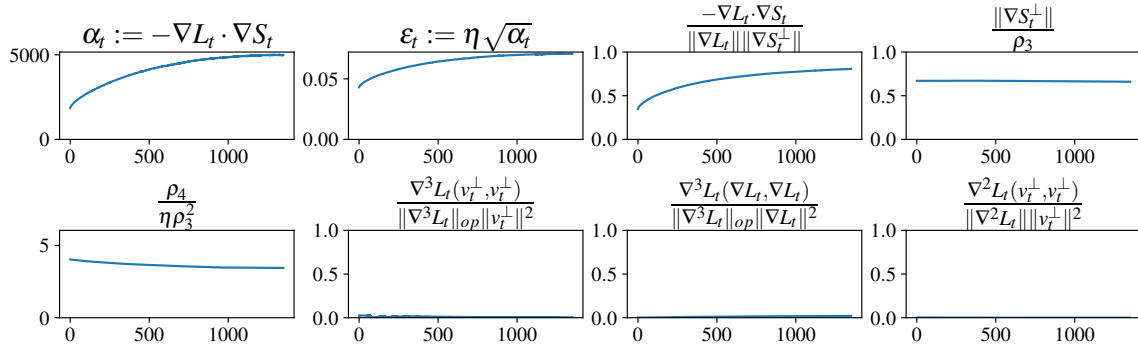 α_t := −∇L_t · ∇S_t
5000
0
0 500 1000
ε_t := η√α_t
0.05
0.00
0 500 1000
−∇L_t·∇S_t
‖∇L_t‖‖∇S_t^⊥‖
1.0
0.5
0.0
0 500 1000
‖∇S_t^⊥‖
ρ_3
1.0
0.5
0.0
0 500 1000
ρ_4
ηρ_3^2
5
0
0 500 1000
∇^3L_t(v_t^⊥,v_t^⊥)
‖∇^3L_t‖_{op}‖v_t^⊥‖^2
1.0
0.5
0.0
0 500 1000
∇^3L_t(∇L_t,∇L_t)
‖∇^3L_t‖_{op}‖∇L_t‖^2
1.0
0.5
0.0
0 500 1000
∇^2L_t(v_t^⊥,v_t^⊥)
‖∇^2L_t‖‖v_t^⊥‖^2
1.0
0.5
0.0
0 500 1000